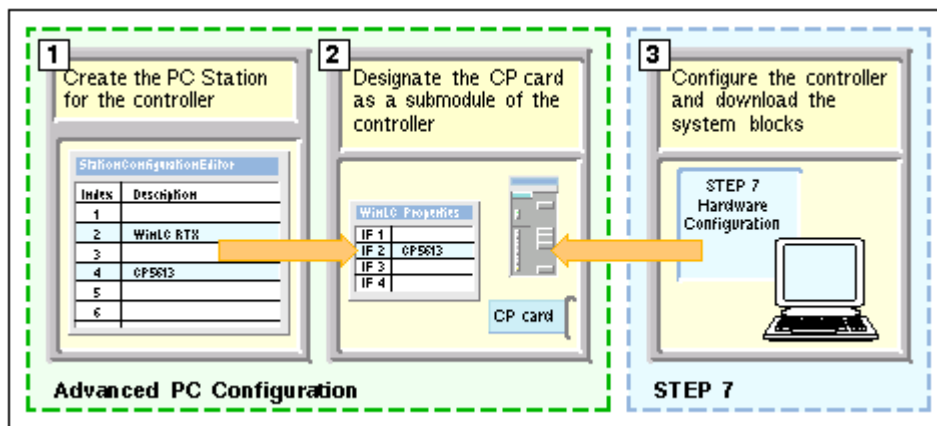 1
Create the PC Station
for the controller
StationConfigurationEditor
Index Description
1
2 WinLC RTX
3
4 CP5613
5
6
2
Designate the CP card
as a submodule of the
controller
WinLC Properties
IF 1
IF 2 CP5613
IF 3
IF 4
CP card
Advanced PC Configuration
3
Configure the controller
and download the
system blocks
STEP 7
Hardware
Configuration
STEP 7